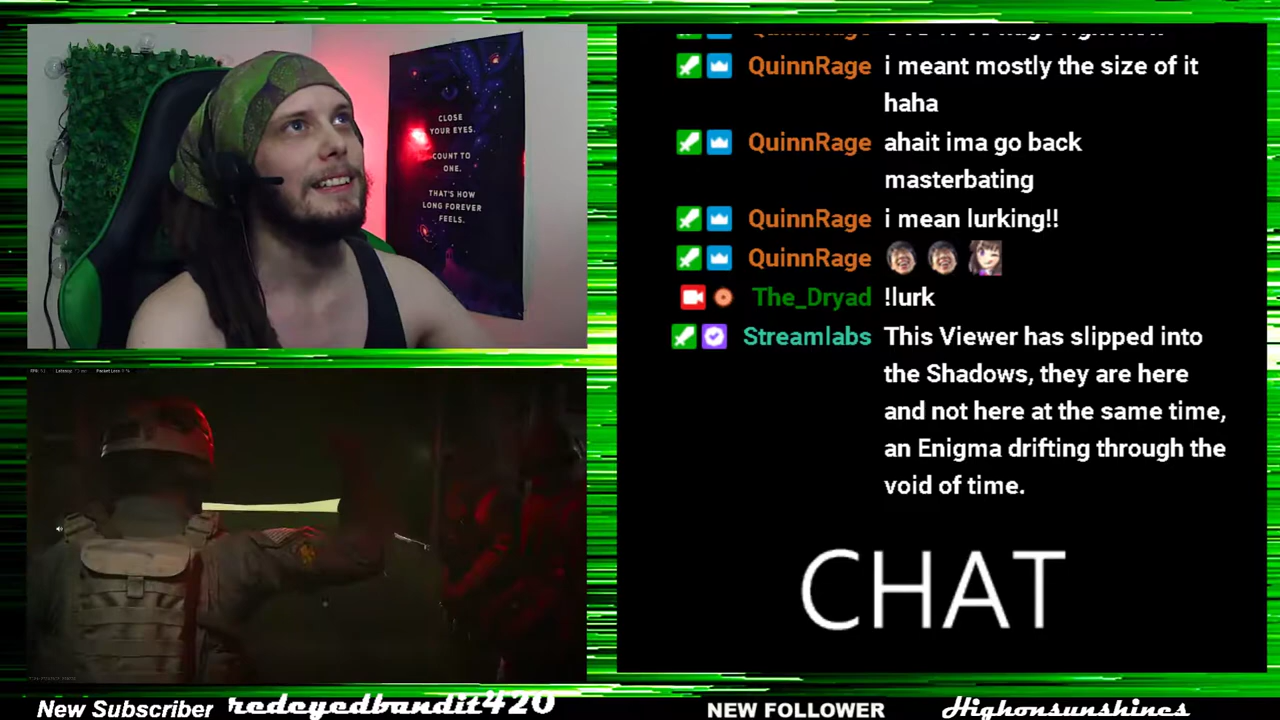 CLOSE
YOUR EYES.
COUNT TO
ONE.
THAT'S HOW
LONG FOREVER
FEELS.
QuinnRage i meant mostly the size of it
haha
QuinnRage ahait ima go back
masterbating
QuinnRage i mean lurking!!
QuinnRage
The_Dryad !lurk
Streamlabs This Viewer has slipped into
the Shadows, they are here
and not here at the same time,
an Enigma drifting through the
void of time.
CHAT
New Subscriber redeyedbandit420
NEW FOLLOWER Highonsunshines